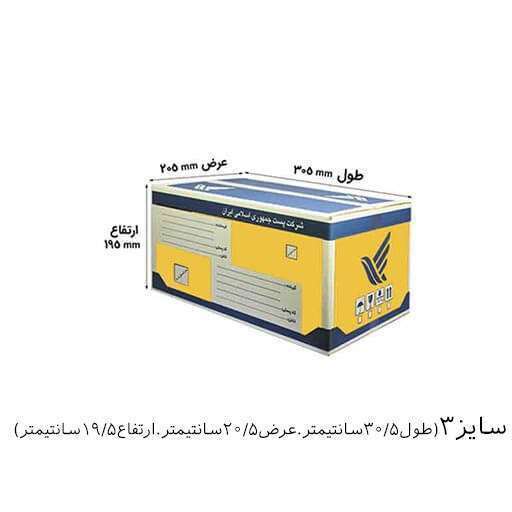 عرض ۲۰۵ mm
طول ۳۰۵ mm
ارتفاع
۱۹۵ mm
شرکت پست جمهوری اسلامی ایران
سایز۳(طول۳۰/۵سانتیمتر.عرض۲۰/۵سانتیمتر.ارتفاع۱۹/۵سانتیمتر)